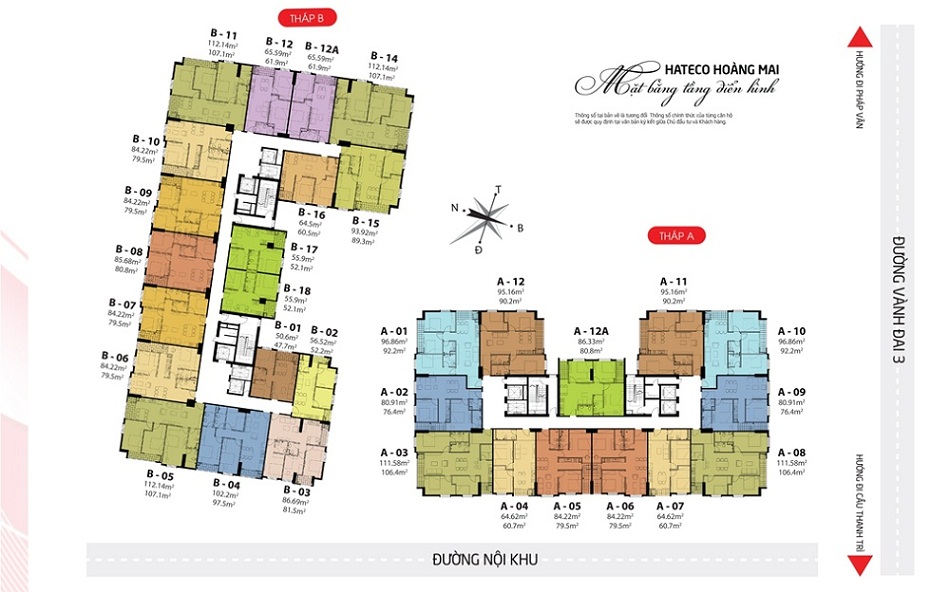 THÁP B
B - 11
112.14m²
107.1m²
B - 12
65.59m²
61.9m²
B - 12A
65.59m²
61.9m²
B - 14
112.14m²
107.1m²
HATECO HOÀNG MAI
Mặt bằng tầng điển hình
Thông số tại bản vẽ là tương đối. Thông số chính thức của từng căn hộ
sẽ được quy định tại văn bản ký kết giữa Chủ đầu tư và Khách hàng.
HƯỚNG ĐI PHÁP VÂN
B - 10
84.22m²
79.5m²
B - 09
84.22m²
79.5m²
B - 16
64.5m²
60.5m²
B - 15
93.92m²
89.3m²
T
N
B
Đ
THÁP A
B - 08
85.68m²
80.8m²
B - 17
55.9m²
52.1m²
B - 18
55.9m²
52.1m²
B - 07
84.22m²
79.5m²
B - 01
50.6m²
47.7m²
B - 02
56.52m²
52.2m²
B - 06
84.22m²
79.5m²
B - 05
112.14m²
107.1m²
B - 04
102.2m²
97.5m²
B - 03
86.69m²
81.5m²
A - 12
95.16m²
90.2m²
A - 11
95.16m²
90.2m²
A - 01
96.86m²
92.2m²
A - 12A
86.33m²
80.8m²
A - 10
96.86m²
92.2m²
A - 02
80.91m²
76.4m²
A - 09
80.91m²
76.4m²
A - 03
111.58m²
106.4m²
A - 08
111.58m²
106.4m²
A - 04
64.62m²
60.7m²
A - 05
84.22m²
79.5m²
A - 06
84.22m²
79.5m²
A - 07
64.62m²
60.7m²
ĐƯỜNG VÀNH ĐAI 3
HƯỚNG ĐI CẦU THANH TRÌ
ĐƯỜNG NỘI KHU